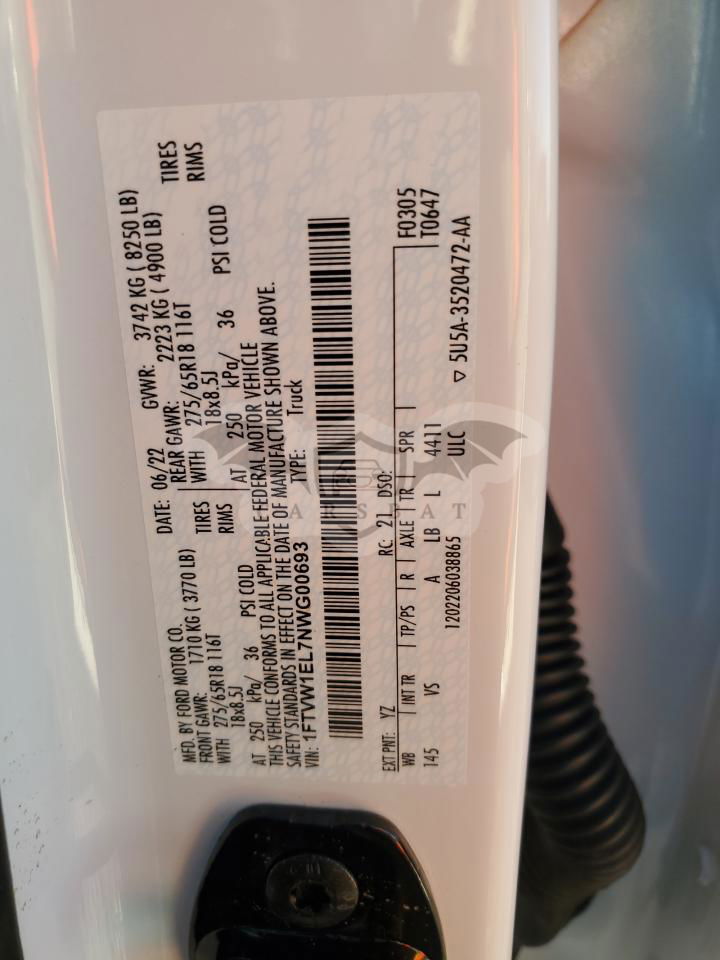 MFD. BY FORD MOTOR CO. DATE: 06/22 GVWR: 3742 KG ( 8250 LB)
FRONT GAWR: 1710 KG ( 3770 LB) REAR GAWR: 2223 KG ( 4900 LB)
WITH 275/65R18 116T TIRES WITH 275/65R18 116T TIRES
18x8.5J RIMS 18x8.5J RIMS
AT 250 kPa/ 36 PSI COLD AT 250 kPa/ 36 PSI COLD
THIS VEHICLE CONFORMS TO ALL APPLICABLE FEDERAL MOTOR VEHICLE
SAFETY STANDARDS IN EFFECT ON THE DATE OF MANUFACTURE SHOWN ABOVE.
VIN: 1FTVW1EL7NWG00693 TYPE: Truck
EXT PNT: YZ RC: 21 DSO: F0305
WB INT TR TP/PS R AXLE TR SPR T0647
145 VS A LB L 4411
1202206038865 ULC ▽ 5U5A-3520472-AA
CARSEAT